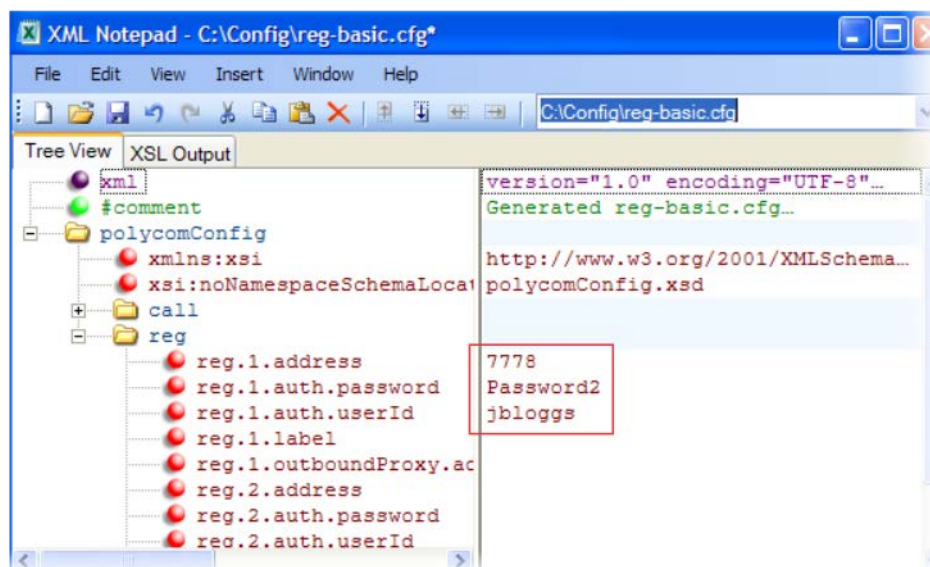 XML Notepad - C:\Config\reg-basic.cfg*
File Edit View Insert Window Help
C:\Config\reg-basic.cfg
Tree View XSL Output
xml version="1.0" encoding="UTF-8"…
#comment Generated reg-basic.cfg…
polycomConfig
xmlns:xsi http://www.w3.org/2001/XMLSchema…
xsi:noNamespaceSchemaLocat polycomConfig.xsd
call
reg
reg.1.address 7778
reg.1.auth.password Password2
reg.1.auth.userId jbloggs
reg.1.label
reg.1.outboundProxy.ad
reg.2.address
reg.2.auth.password
reg.2.auth.userId